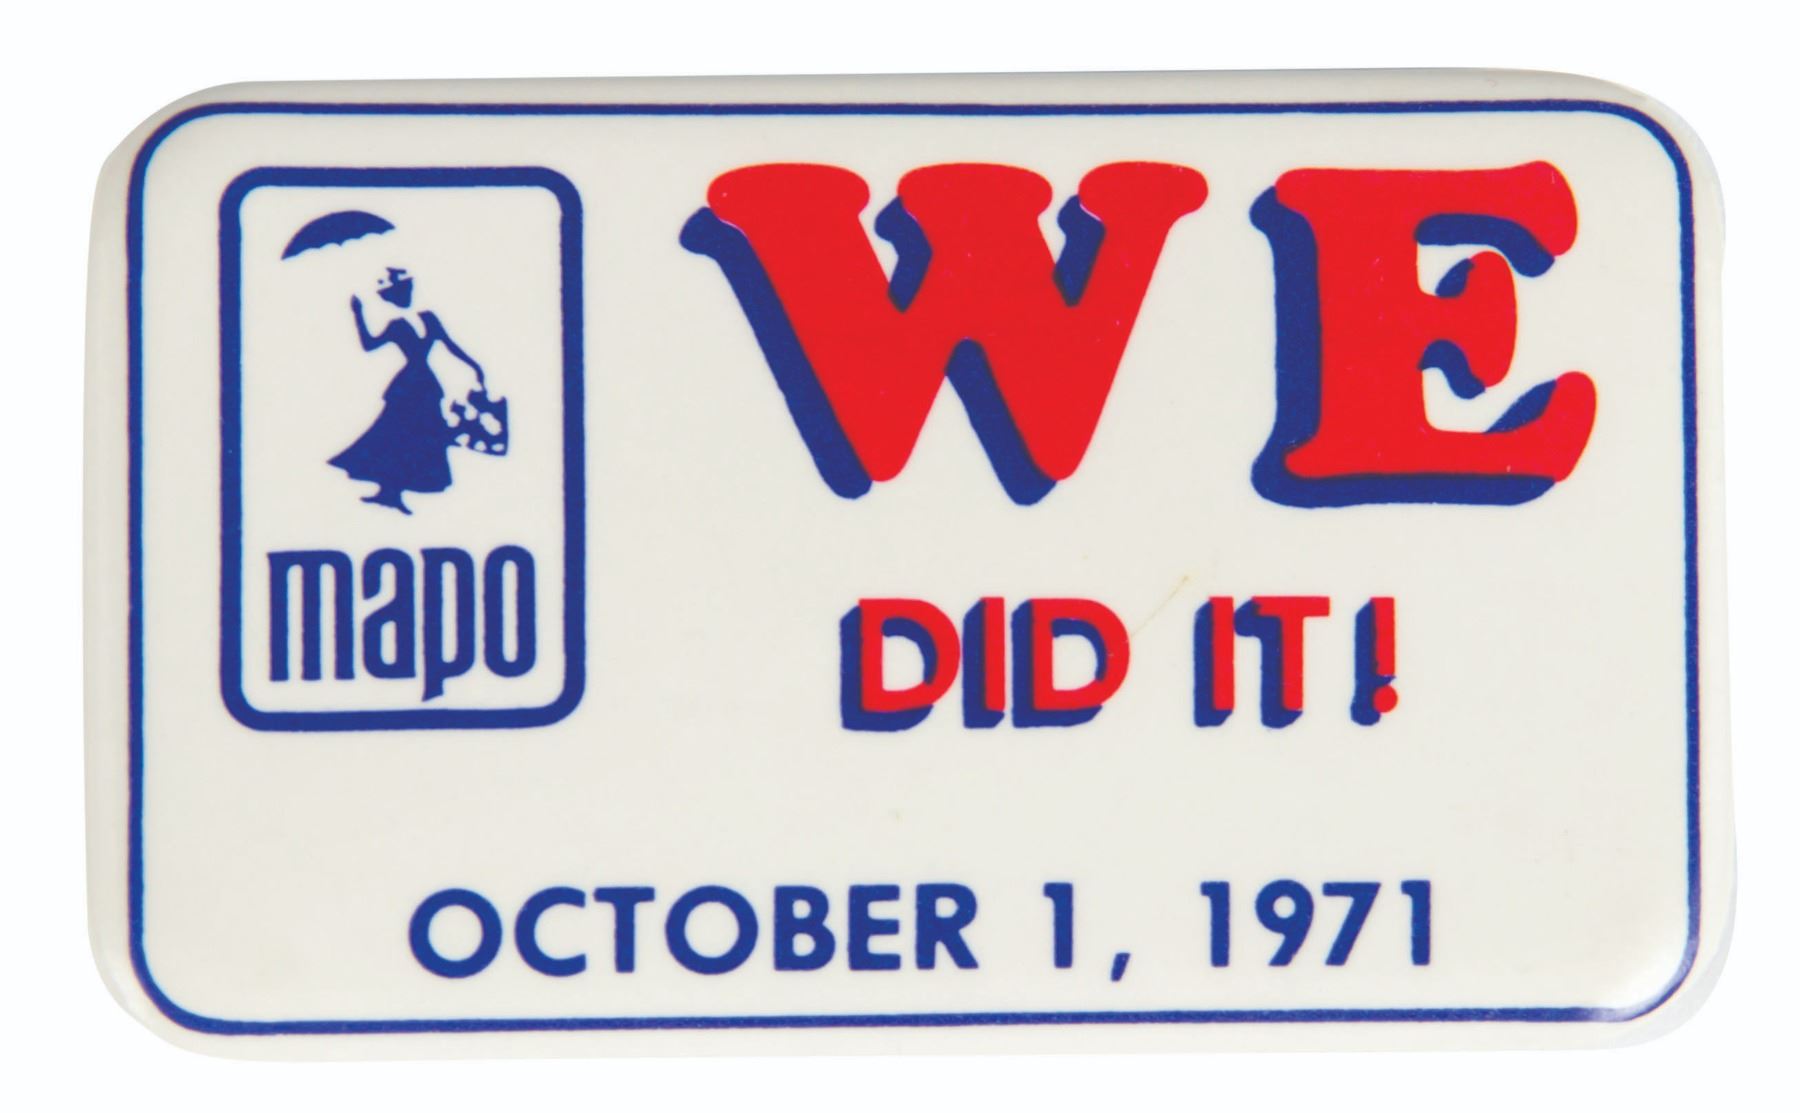 mapo
WE
DID IT!
OCTOBER 1, 1971